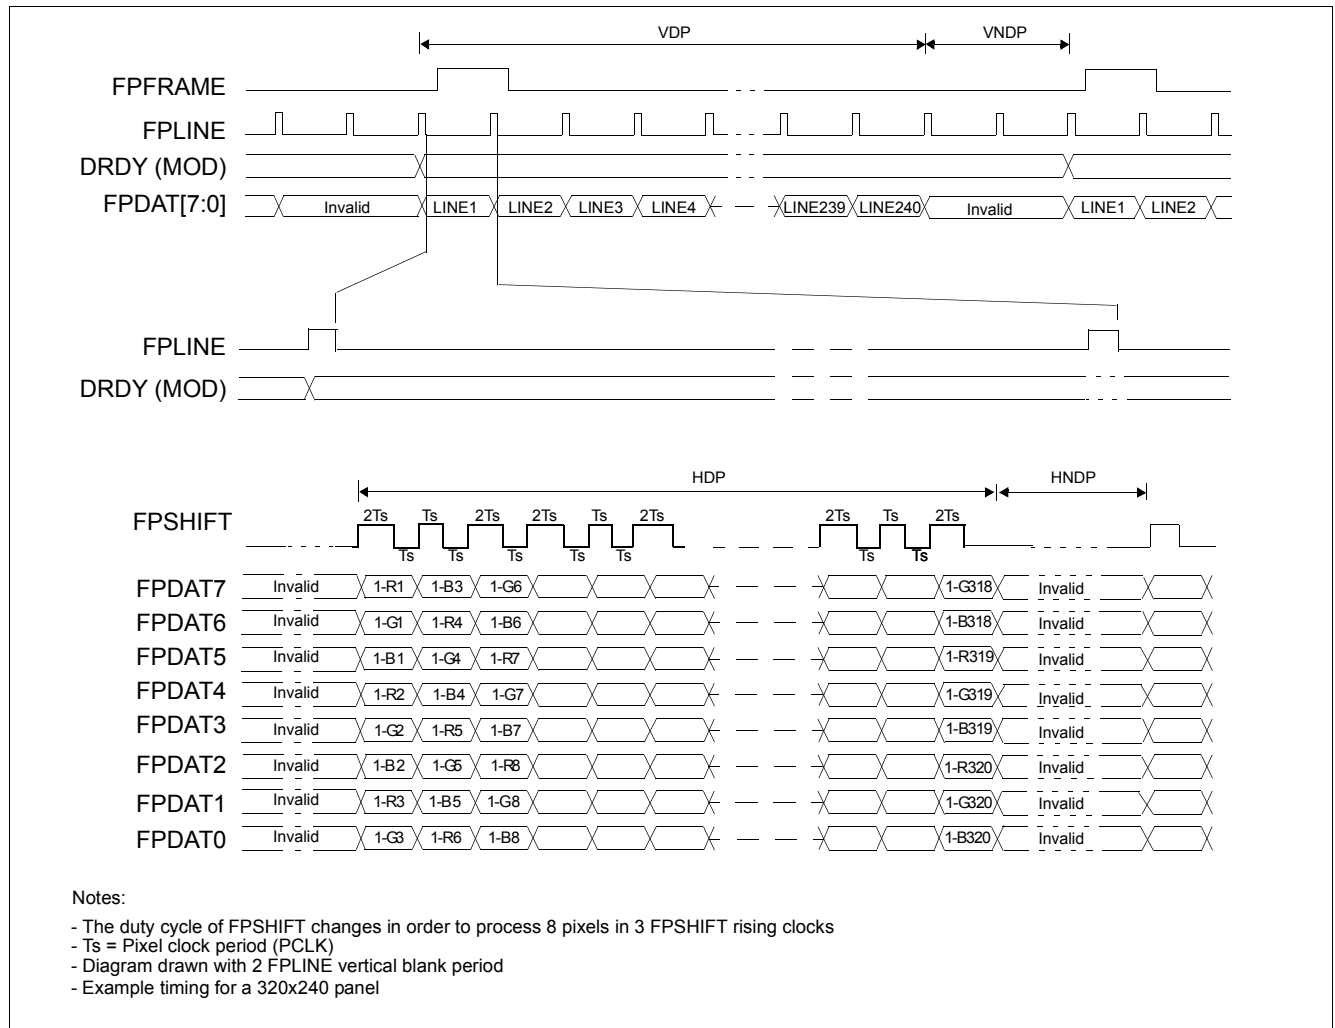 VDP VNDP
FPFRAME
FPLINE
DRDY (MOD)
FPDAT[7:0] Invalid LINE1 LINE2 LINE3 LINE4 LINE239 LINE240 Invalid LINE1 LINE2
FPLINE
DRDY (MOD)
HDP HNDP
FPSHIFT 2Ts Ts 2Ts 2Ts Ts 2Ts 2Ts Ts 2Ts
Ts Ts Ts Ts Ts Ts Ts
FPDAT7 Invalid 1-R1 1-B3 1-G6 1-G318 Invalid
FPDAT6 Invalid 1-G1 1-R4 1-B6 1-B318 Invalid
FPDAT5 Invalid 1-B1 1-G4 1-R7 1-R319 Invalid
FPDAT4 Invalid 1-R2 1-B4 1-G7 1-G319 Invalid
FPDAT3 Invalid 1-G2 1-R5 1-B7 1-B319 Invalid
FPDAT2 Invalid 1-B2 1-G5 1-R8 1-R320 Invalid
FPDAT1 Invalid 1-R3 1-B5 1-G8 1-G320 Invalid
FPDAT0 Invalid 1-G3 1-R6 1-B8 1-B320 Invalid
Notes:
- The duty cycle of FPSHIFT changes in order to process 8 pixels in 3 FPSHIFT rising clocks
- Ts = Pixel clock period (PCLK)
- Diagram drawn with 2 FPLINE vertical blank period
- Example timing for a 320x240 panel